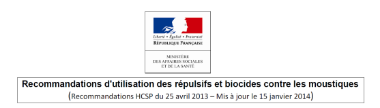 Liberté • Égalité • Fraternité
RÉPUBLIQUE FRANÇAISE
MINISTÈRE
DES AFFAIRES SOCIALES
ET DE LA SANTÉ
Recommandations d'utilisation des répulsifs et biocides contre les moustiques
(Recommandations HCSP du 25 avril 2013 – Mis à jour le 15 janvier 2014)